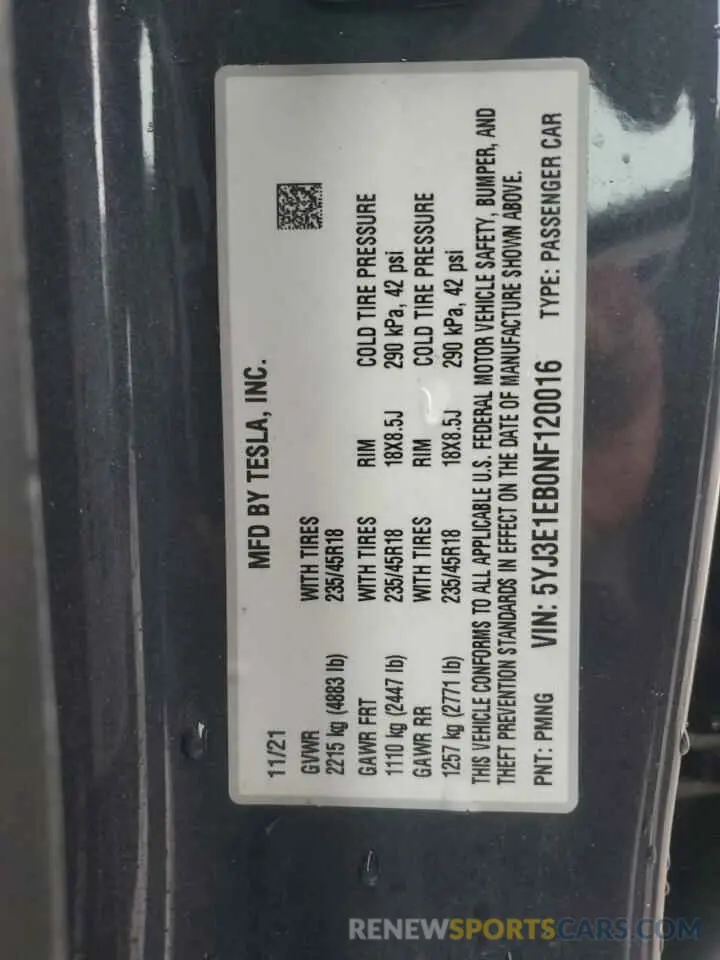 MFD BY TESLA, INC.
11/21
GVWR WITH TIRES
2215 kg (4883 lb) 235/45R18
GAWR FRT WITH TIRES RIM COLD TIRE PRESSURE
1110 kg (2447 lb) 235/45R18 18X8.5J 290 kPa, 42 psi
GAWR RR WITH TIRES RIM COLD TIRE PRESSURE
1257 kg (2771 lb) 235/45R18 18X8.5J 290 kPa, 42 psi
THIS VEHICLE CONFORMS TO ALL APPLICABLE U.S. FEDERAL MOTOR VEHICLE SAFETY, BUMPER, AND
THEFT PREVENTION STANDARDS IN EFFECT ON THE DATE OF MANUFACTURE SHOWN ABOVE.
PNT: PMNG VIN: 5YJ3E1EB0NF120016 TYPE: PASSENGER CAR
RENEWSPORTSCARS.COM